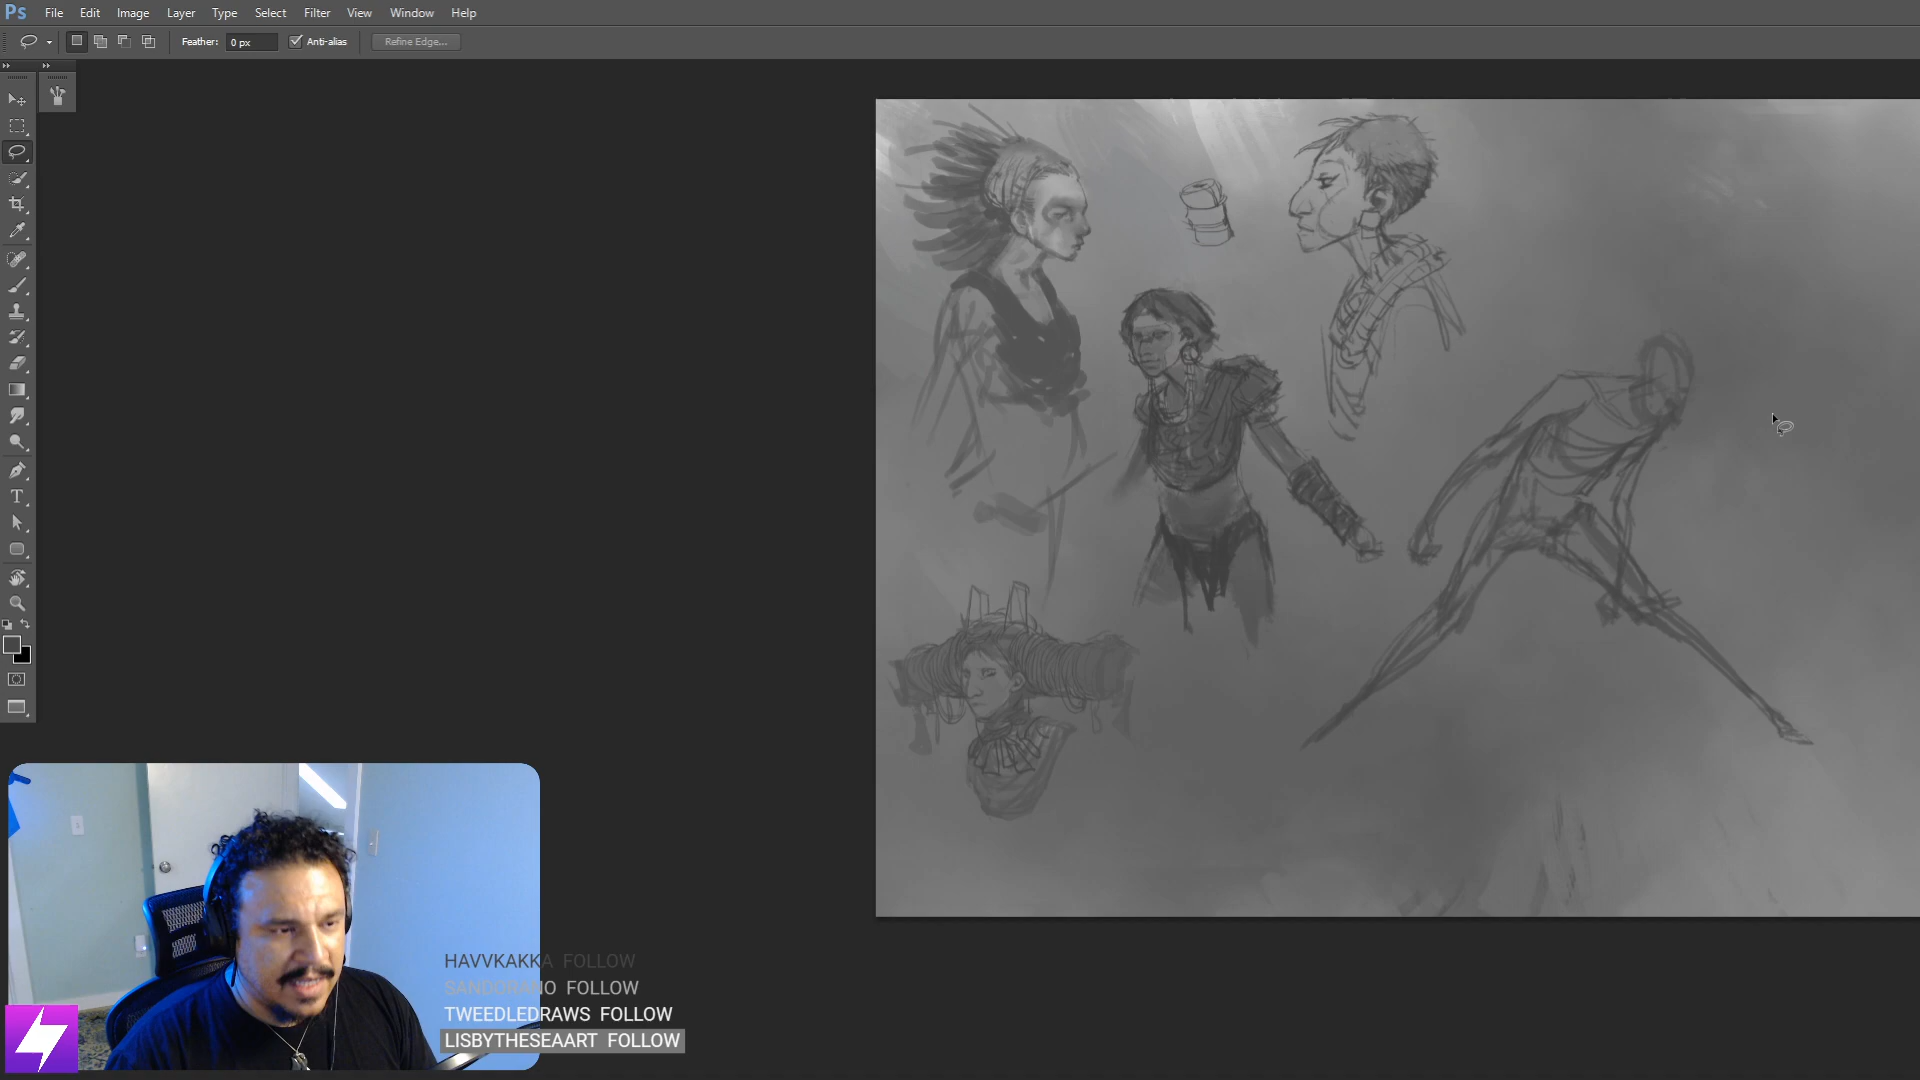 Ps File Edit Image Layer Type Select Filter View Window Help
Feather: 0 px Anti-alias Refine Edge...
T
HAVVKAKKA FOLLOW
SANDORANO FOLLOW
TWEEDLEDRAWS FOLLOW
LISBYTHESEAART FOLLOW